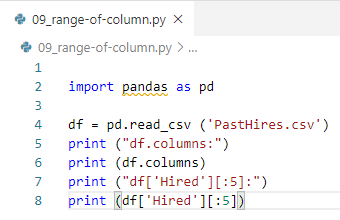 09_range-of-column.py ×
09_range-of-column.py > ...
1
2 import pandas as pd
3
4 df = pd.read_csv ('PastHires.csv')
5 print ("df.columns:")
6 print (df.columns)
7 print ("df['Hired'][:5]:")
8 print (df['Hired'][:5])